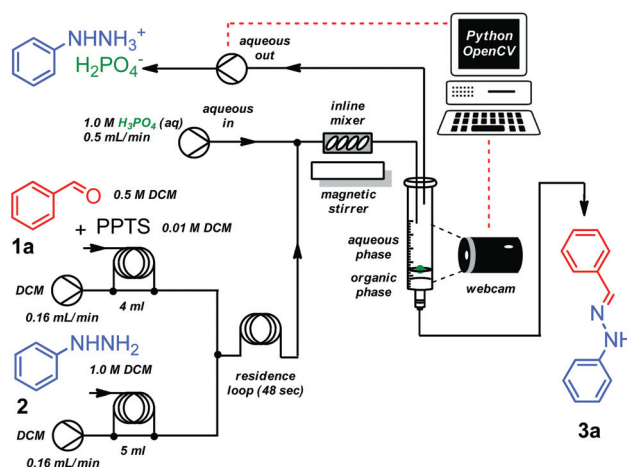 NHNH₃⁺
H₂PO₄⁻
aqueous
out
Python
OpenCV
1.0 M H₃PO₄ (aq)
0.5 mL/min
aqueous
in
inline
mixer
magnetic
stirrer
O
0.5 M DCM
1a
+ PPTS
0.01 M DCM
DCM
4 ml
0.16 mL/min
NHNH₂
1.0 M DCM
2
DCM
5 ml
0.16 mL/min
residence
loop (48 sec)
aqueous
phase
organic
phase
webcam
N
NH
3a